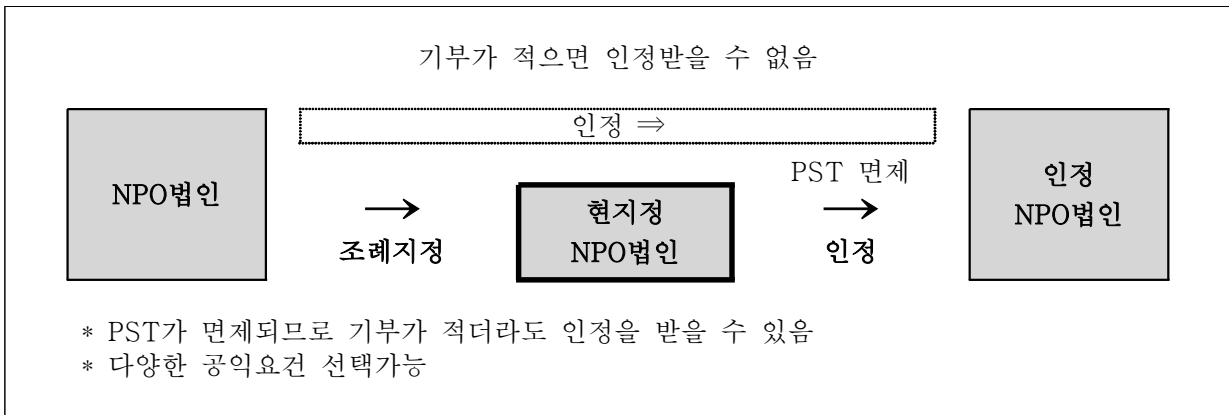 기부가 적으면 인정받을 수 없음
인정 ⇒
NPO법인
→
조례지정
현지정
NPO법인
PST 면제
→
인정
인정
NPO법인
* PST가 면제되므로 기부가 적더라도 인정을 받을 수 있음
* 다양한 공익요건 선택가능